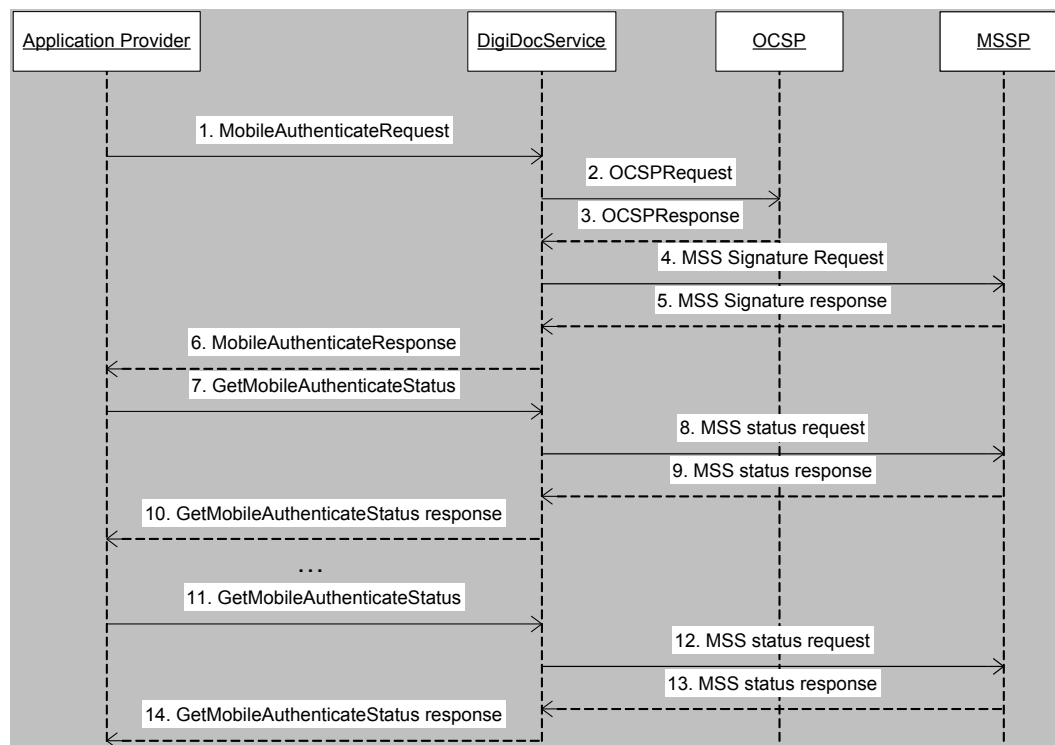 Application Provider
DigiDocService
OCSP
MSSP
1. MobileAuthenticateRequest
2. OCSPRequest
3. OCSPResponse
4. MSS Signature Request
5. MSS Signature response
6. MobileAuthenticateResponse
7. GetMobileAuthenticateStatus
8. MSS status request
9. MSS status response
10. GetMobileAuthenticateStatus response
...
11. GetMobileAuthenticateStatus
12. MSS status request
13. MSS status response
14. GetMobileAuthenticateStatus response